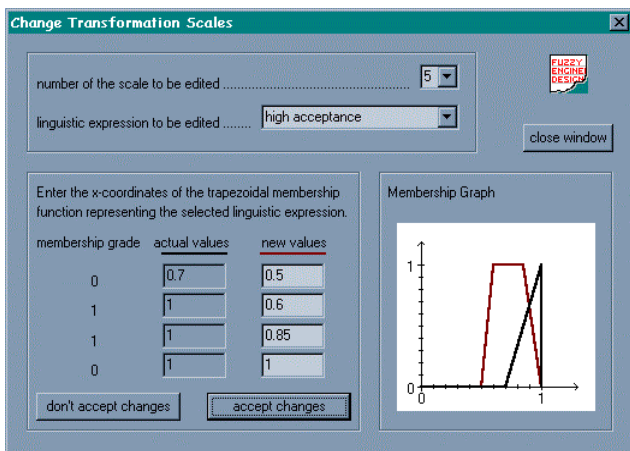 Change Transformation Scales
FUZZY
ENGINE
DESIGN
number of the scale to be edited ................................................ 5
linguistic expression to be edited ....... high acceptance
close window
Enter the x-coordinates of the trapezoidal membership
function representing the selected linguistic expression.
membership grade actual values new values
0 0.7 0.5
1 1 0.6
1 1 0.85
0 1 1
don't accept changes accept changes
Membership Graph
1
0
0 1